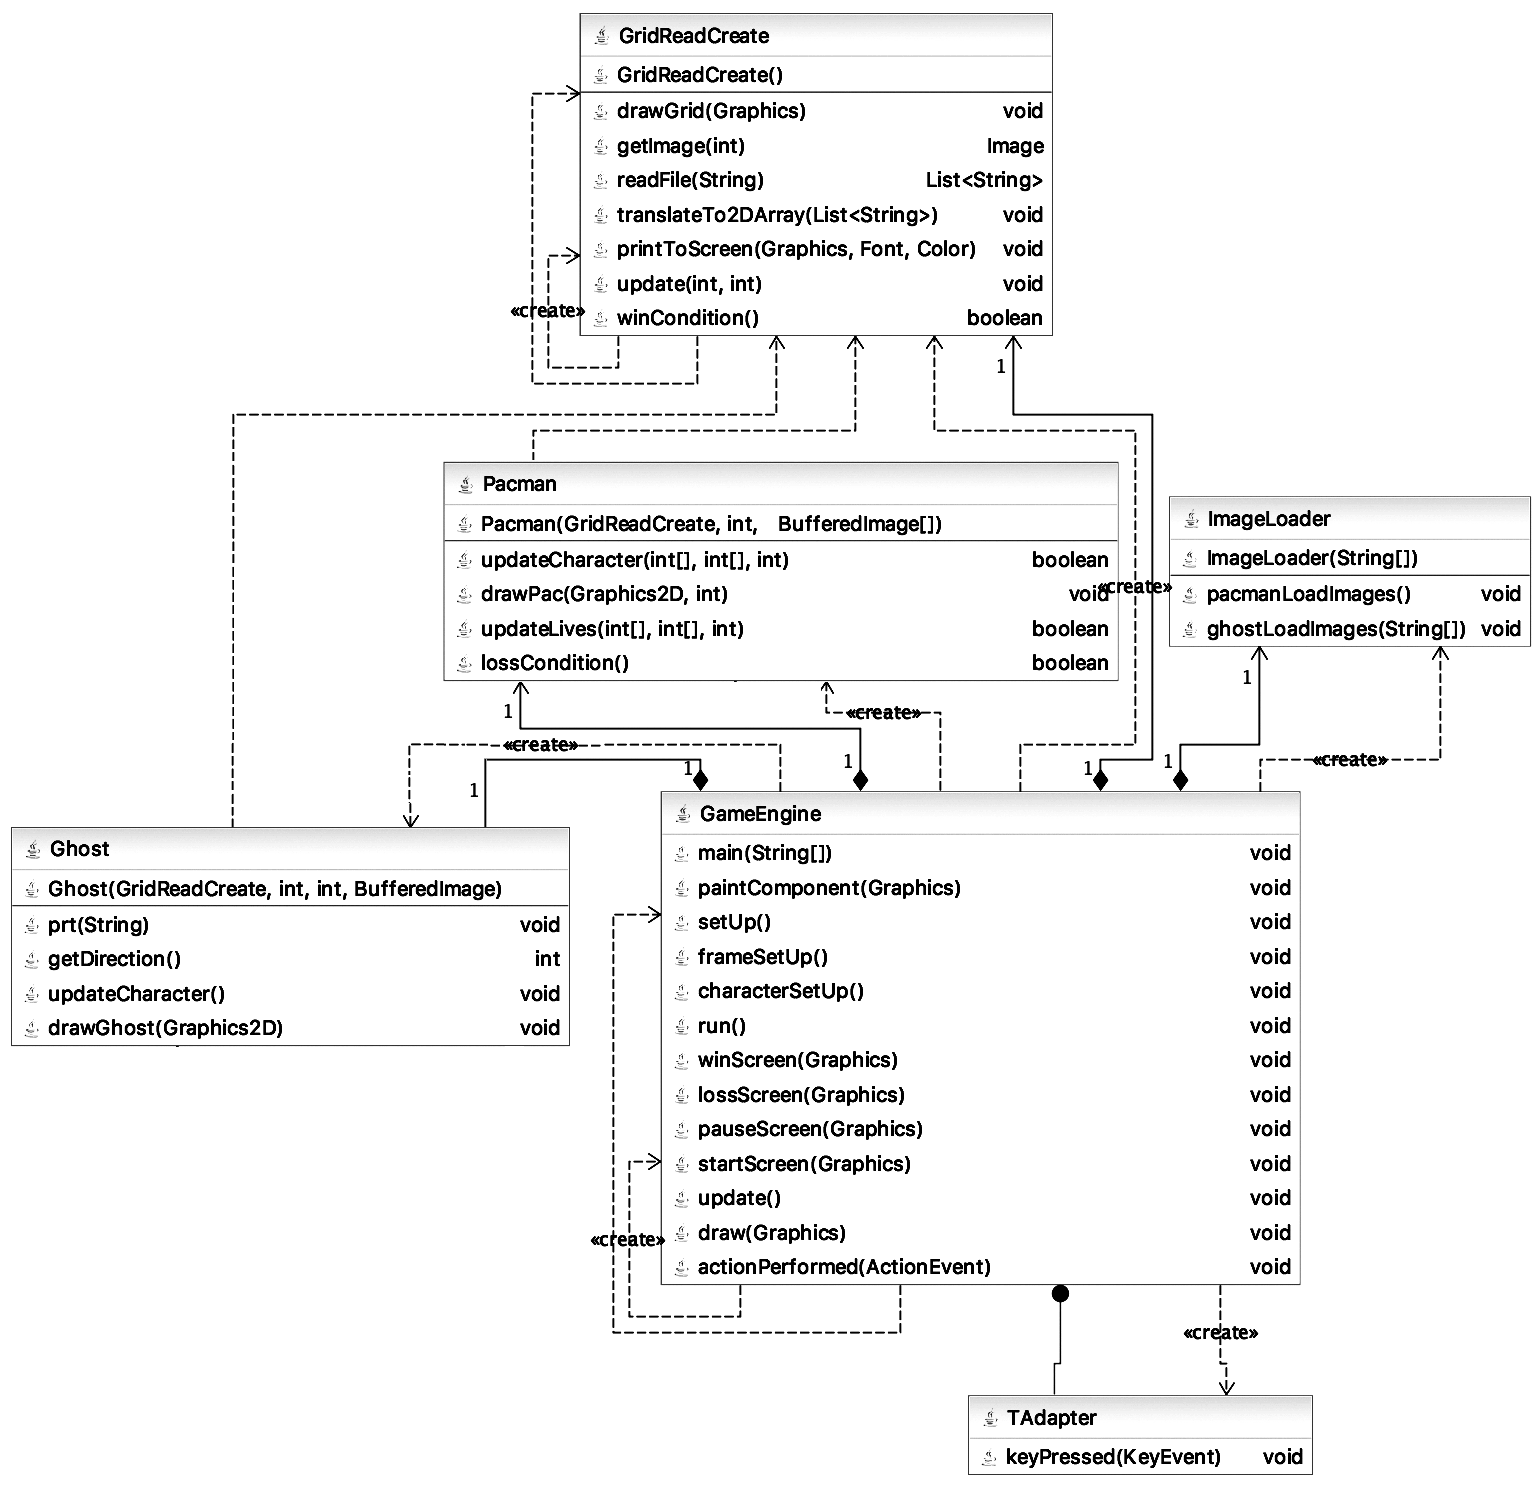 GridReadCreate
GridReadCreate()
drawGrid(Graphics) void
getImage(int) Image
readFile(String) List<String>
translateTo2DArray(List<String>) void
printToScreen(Graphics, Font, Color) void
update(int, int) void
«create»
winCondition() boolean
1
Pacman
Pacman(GridReadCreate, int, BufferedImage[])
updateCharacter(int[], int[], int) boolean
drawPac(Graphics2D, int) void
updateLives(int[], int[], int) boolean
lossCondition() boolean
«create»
ImageLoader
ImageLoader(String[])
pacmanLoadImages() void
ghostLoadImages(String[]) void
1
1
«create»
«create»
1
1
1
1
1
«create»
Ghost
Ghost(GridReadCreate, int, int, BufferedImage)
prt(String) void
getDirection() int
updateCharacter() void
drawGhost(Graphics2D) void
GameEngine
main(String[]) void
paintComponent(Graphics) void
setUp() void
frameSetUp() void
characterSetUp() void
run() void
winScreen(Graphics) void
lossScreen(Graphics) void
pauseScreen(Graphics) void
startScreen(Graphics) void
update() void
draw(Graphics) void
«create»
actionPerformed(ActionEvent) void
«create»
TAdapter
keyPressed(KeyEvent) void